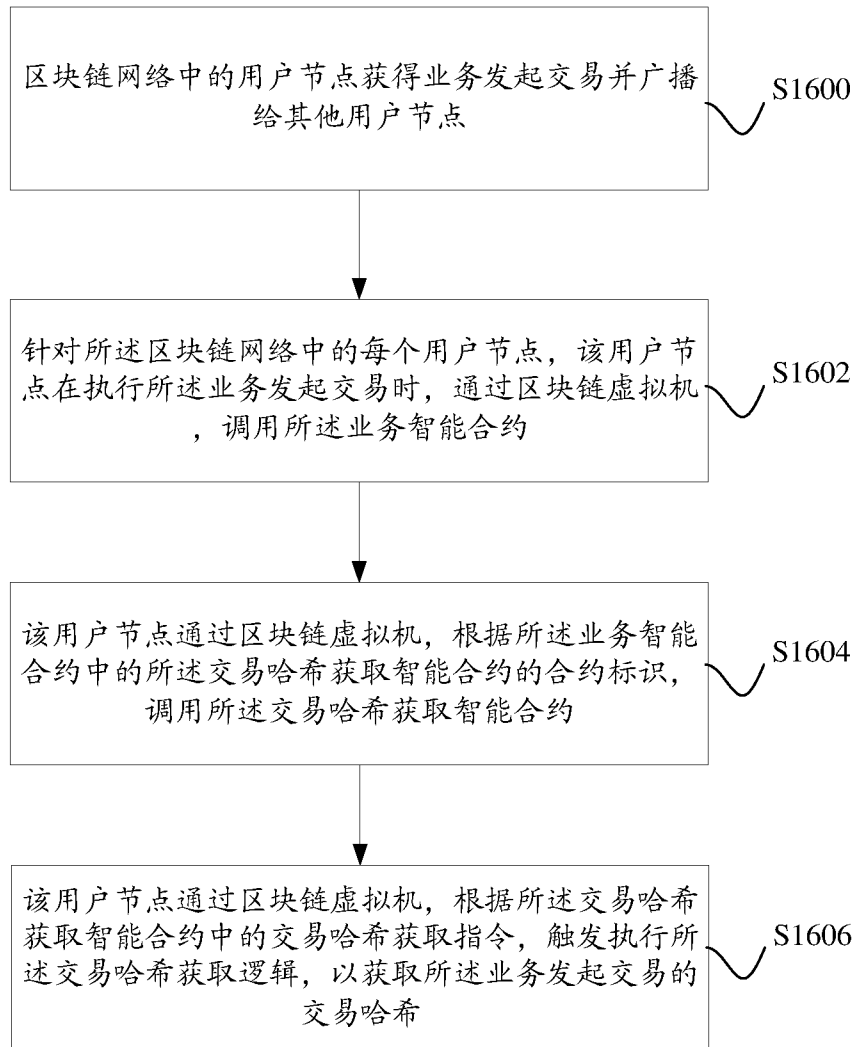 区块链网络中的用户节点获得业务发起交易并广播
给其他用户节点
S1600
针对所述区块链网络中的每个用户节点，该用户节
点在执行所述业务发起交易时，通过区块链虚拟机
，调用所述业务智能合约
S1602
该用户节点通过区块链虚拟机，根据所述业务智能
合约中的所述交易哈希获取智能合约的合约标识，
调用所述交易哈希获取智能合约
S1604
该用户节点通过区块链虚拟机，根据所述交易哈希
获取智能合约中的交易哈希获取指令，触发执行所
述交易哈希获取逻辑，以获取所述业务发起交易的
交易哈希
S1606